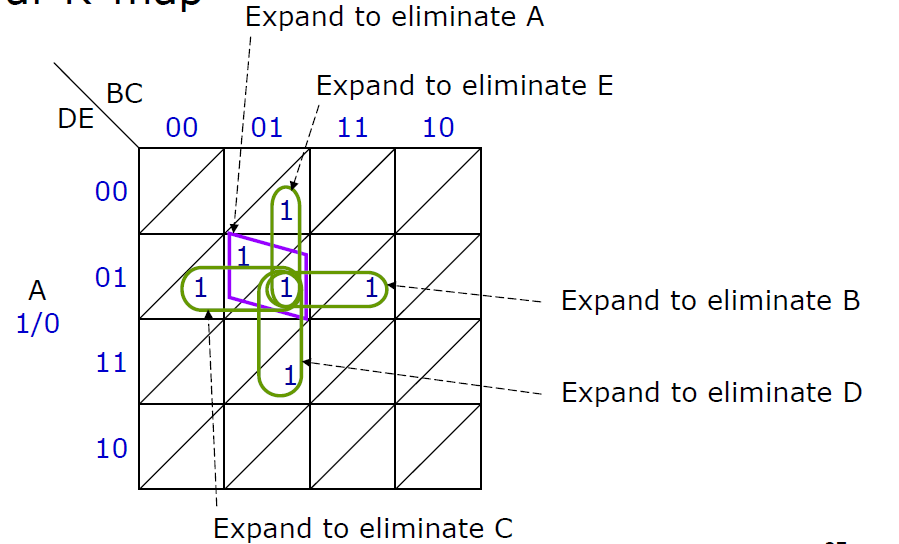 Expand to eliminate A
Expand to eliminate E
BC
DE
00 01 11 10
00
1
01
1
1 1 1
A
1/0
Expand to eliminate B
11
1
Expand to eliminate D
10
Expand to eliminate C